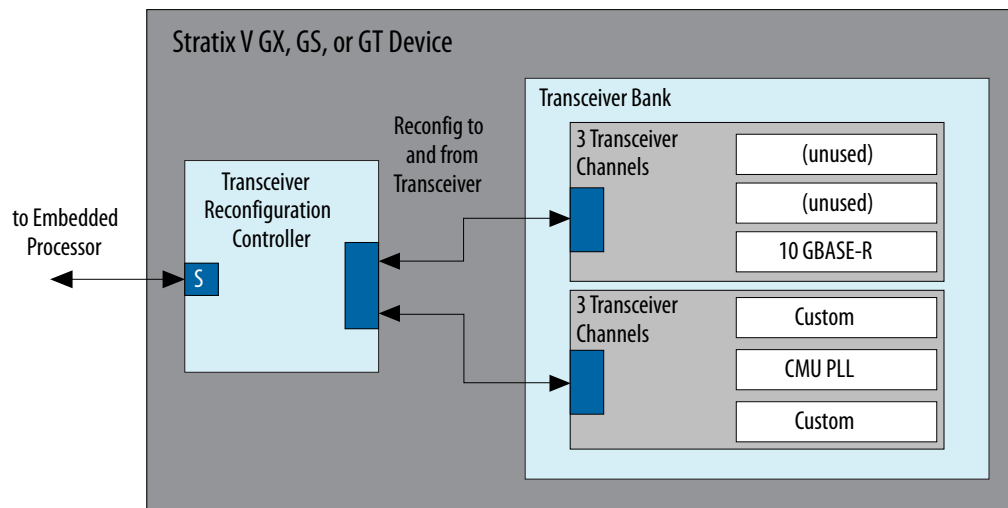 Stratix V GX, GS, or GT Device
Transceiver Bank
Reconfig to
and from
Transceiver
3 Transceiver
Channels
(unused)
(unused)
10 GBASE-R
Transceiver
Reconfiguration
Controller
to Embedded
Processor
S
3 Transceiver
Channels
Custom
CMU PLL
Custom